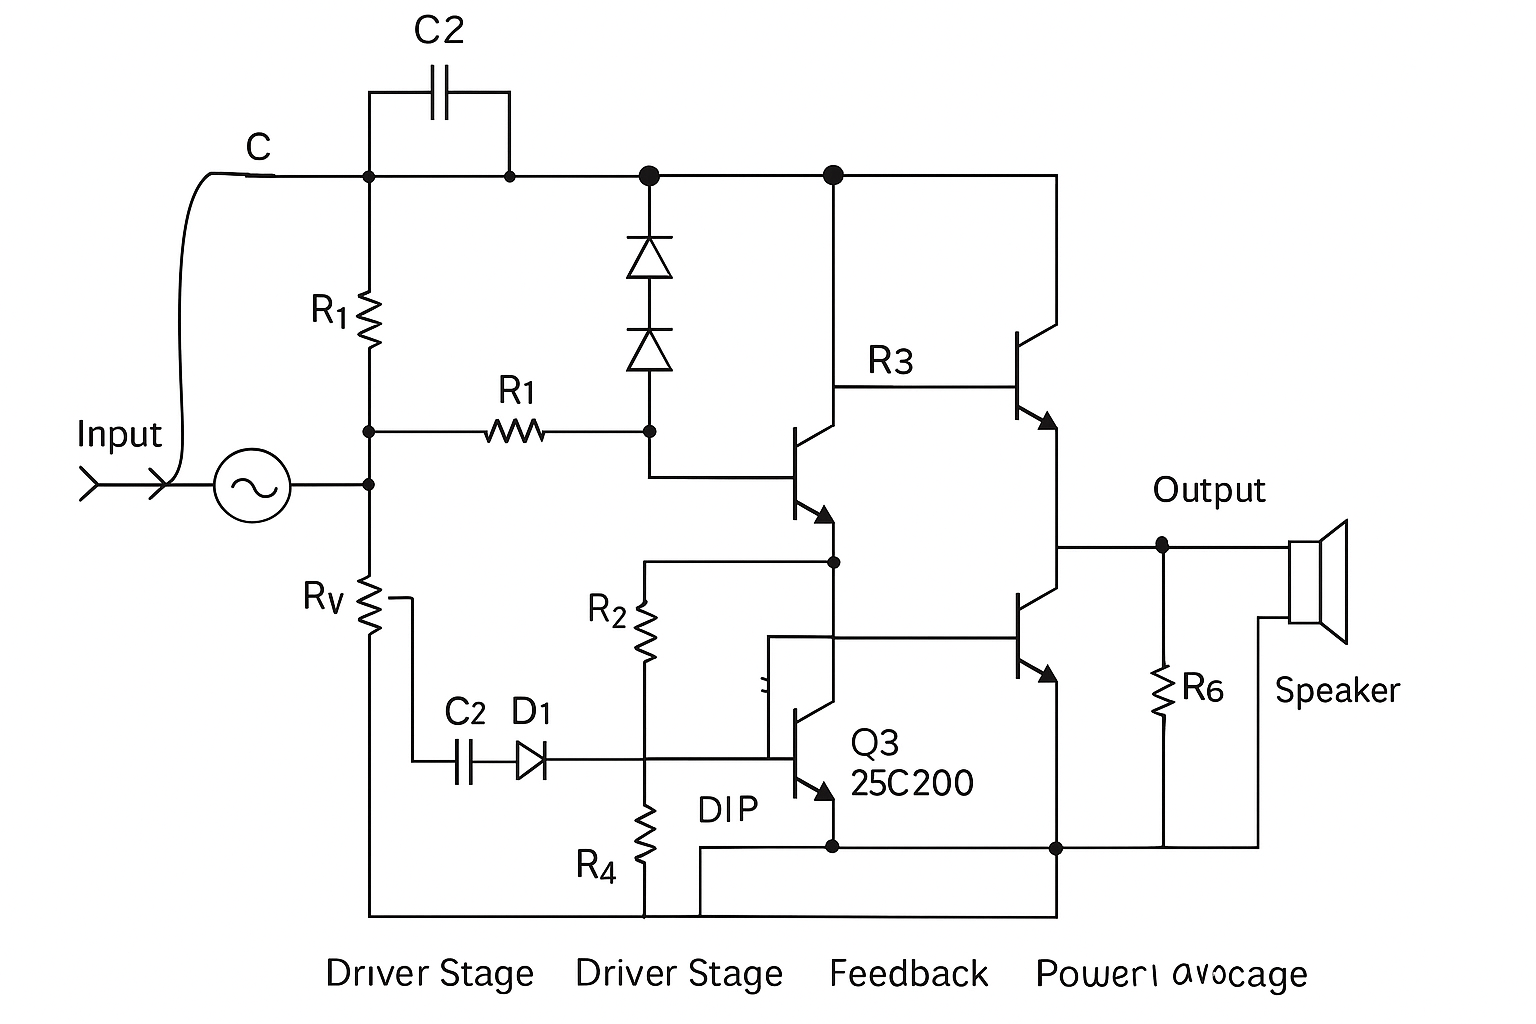 C2
C
R1
R1
R3
Input
Output
RV
R2
C2 D1
R6
Speaker
Q3
25C200
DIP
R4
Driver Stage Driver Stage Feedback Power1 avocage